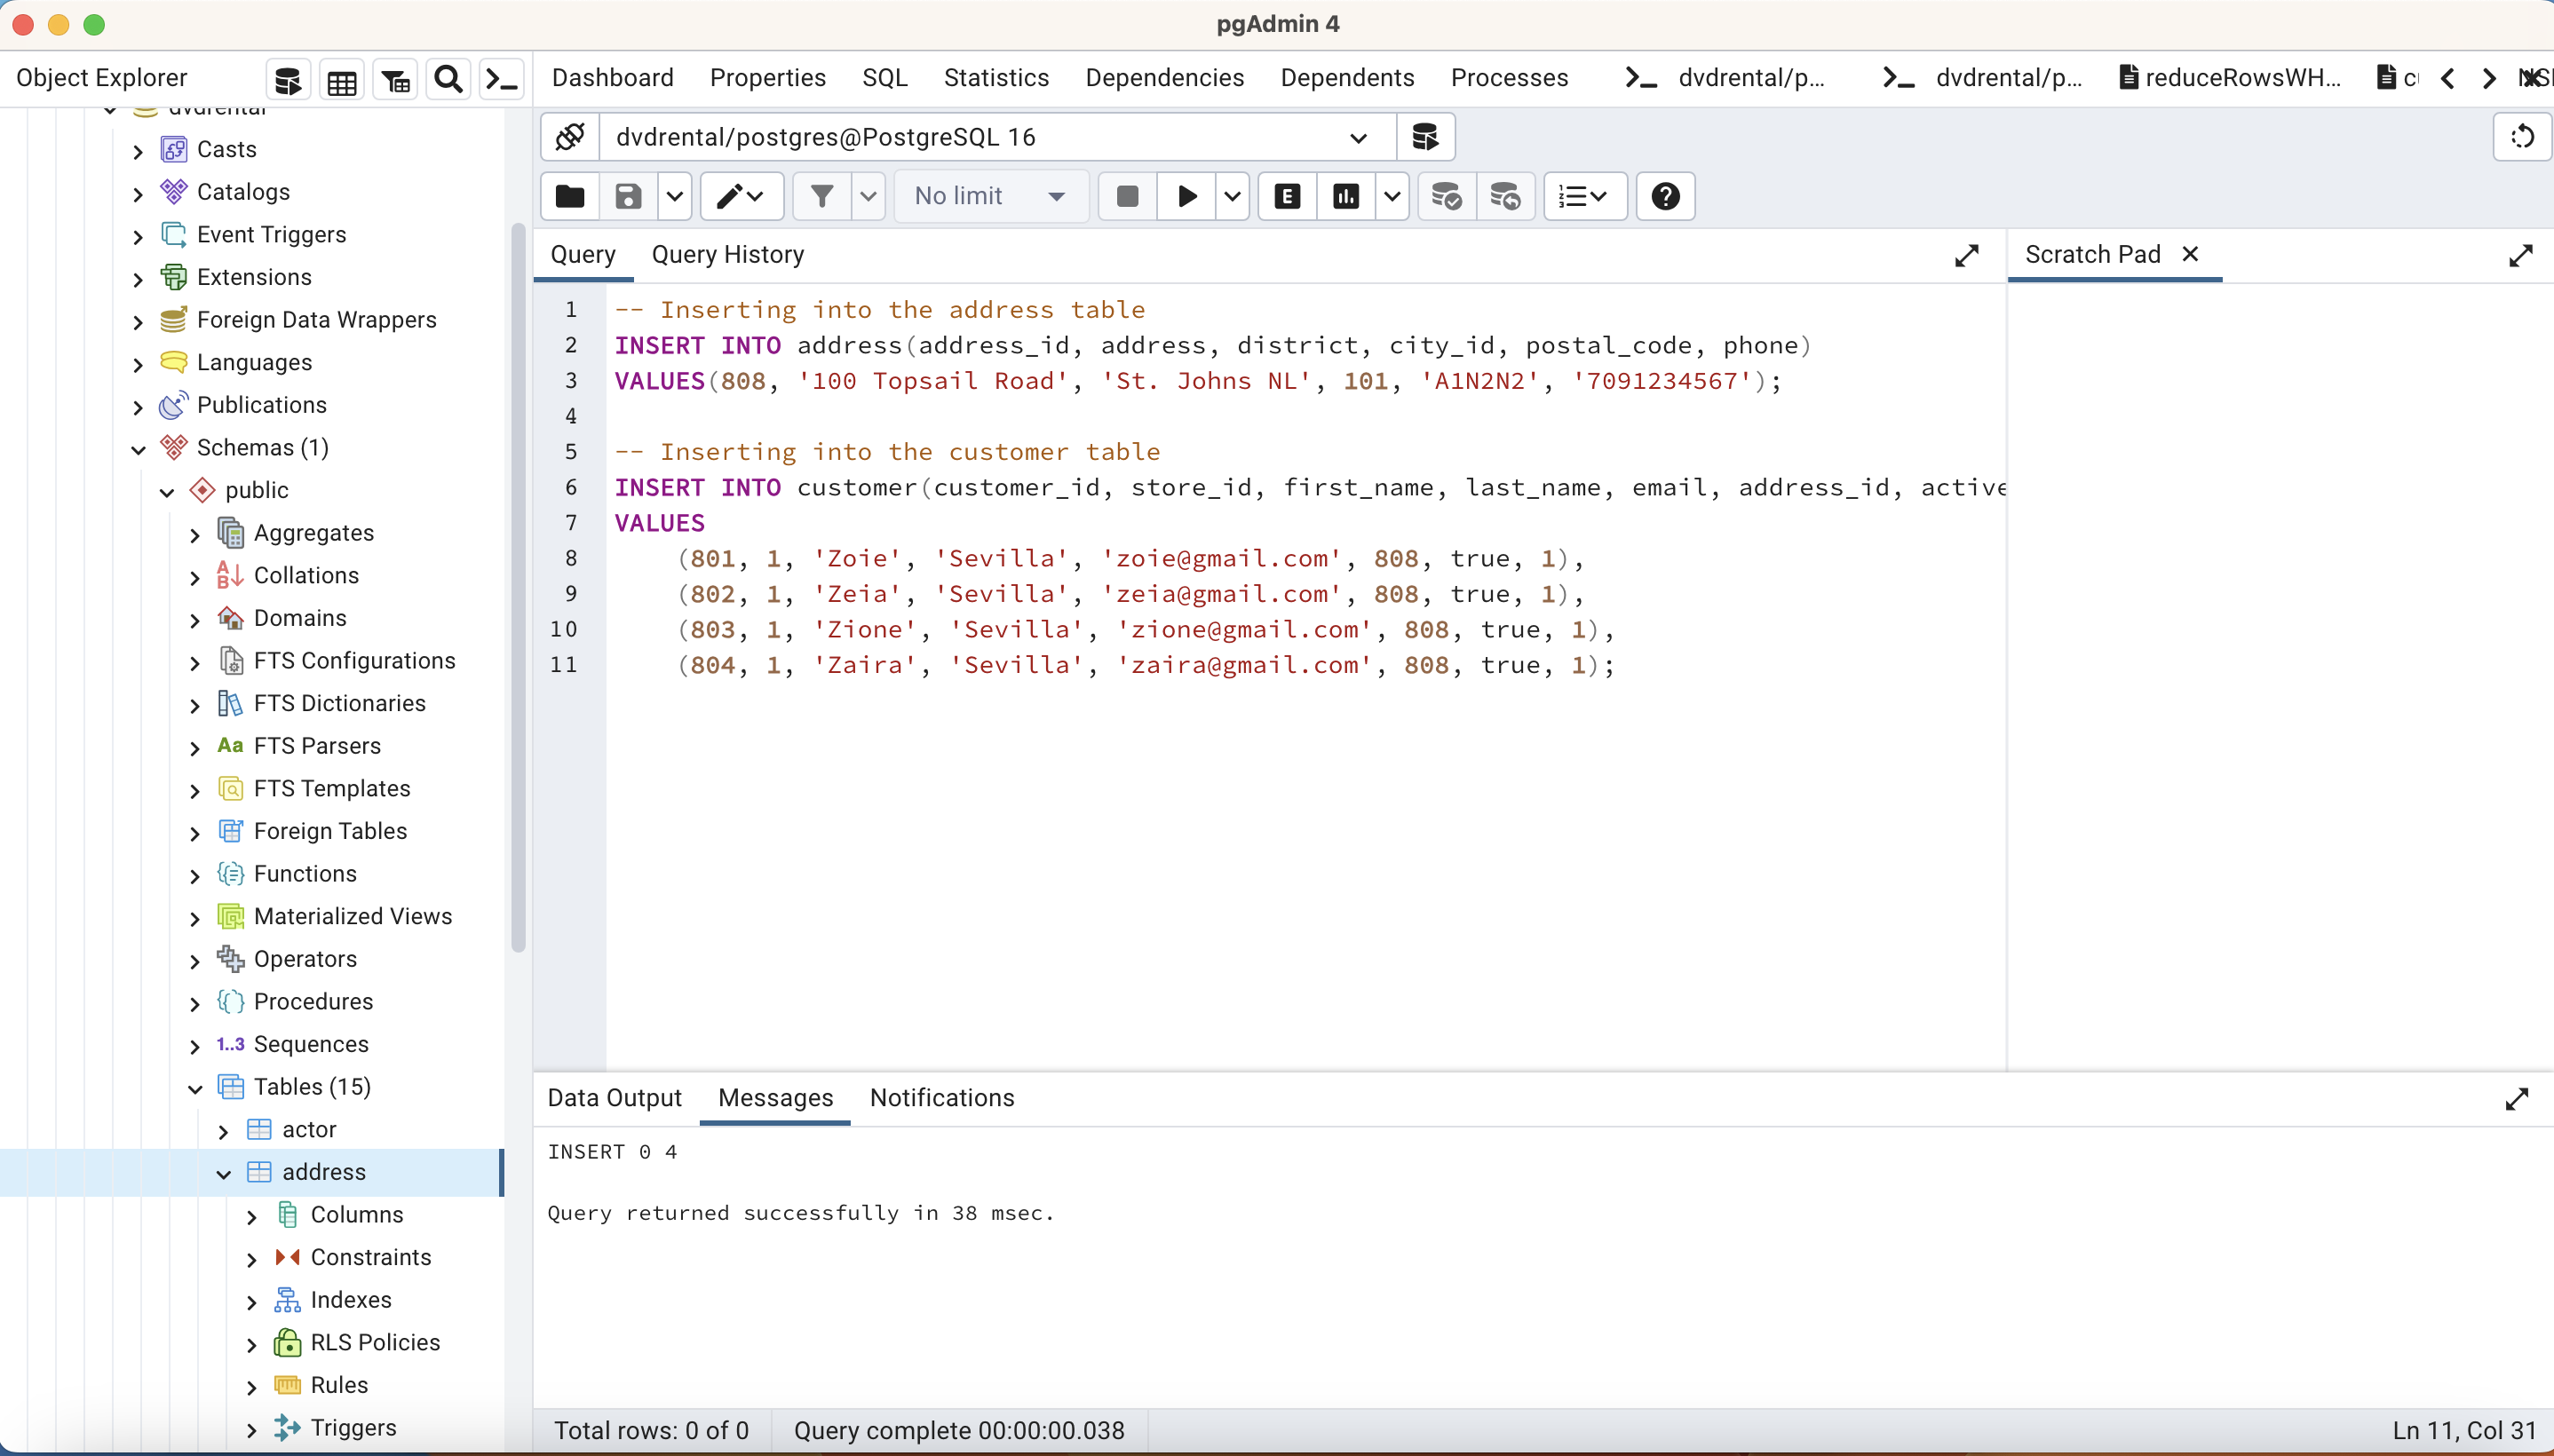 pgAdmin 4
Object Explorer
Dashboard Properties SQL Statistics Dependencies Dependents Processes dvdrental/p... dvdrental/p... reduceRowsWH...
dvdrental
Casts
Catalogs
Event Triggers
Extensions
Foreign Data Wrappers
Languages
Publications
Schemas (1)
public
Aggregates
Collations
Domains
FTS Configurations
FTS Dictionaries
Aa FTS Parsers
FTS Templates
Foreign Tables
Functions
Materialized Views
Operators
Procedures
1..3 Sequences
Tables (15)
actor
address
Columns
Constraints
Indexes
RLS Policies
Rules
Triggers
dvdrental/postgres@PostgreSQL 16
No limit
E
Query Query History
Scratch Pad
1 -- Inserting into the address table
2 INSERT INTO address(address_id, address, district, city_id, postal_code, phone)
3 VALUES(808, '100 Topsail Road', 'St. Johns NL', 101, 'A1N2N2', '7091234567');
4
5 -- Inserting into the customer table
6 INSERT INTO customer(customer_id, store_id, first_name, last_name, email, address_id, active
7 VALUES
8 (801, 1, 'Zoie', 'Sevilla', 'zoie@gmail.com', 808, true, 1),
9 (802, 1, 'Zeia', 'Sevilla', 'zeia@gmail.com', 808, true, 1),
10 (803, 1, 'Zione', 'Sevilla', 'zione@gmail.com', 808, true, 1),
11 (804, 1, 'Zaira', 'Sevilla', 'zaira@gmail.com', 808, true, 1);
Data Output Messages Notifications
INSERT 0 4
Query returned successfully in 38 msec.
Total rows: 0 of 0 Query complete 00:00:00.038
Ln 11, Col 31